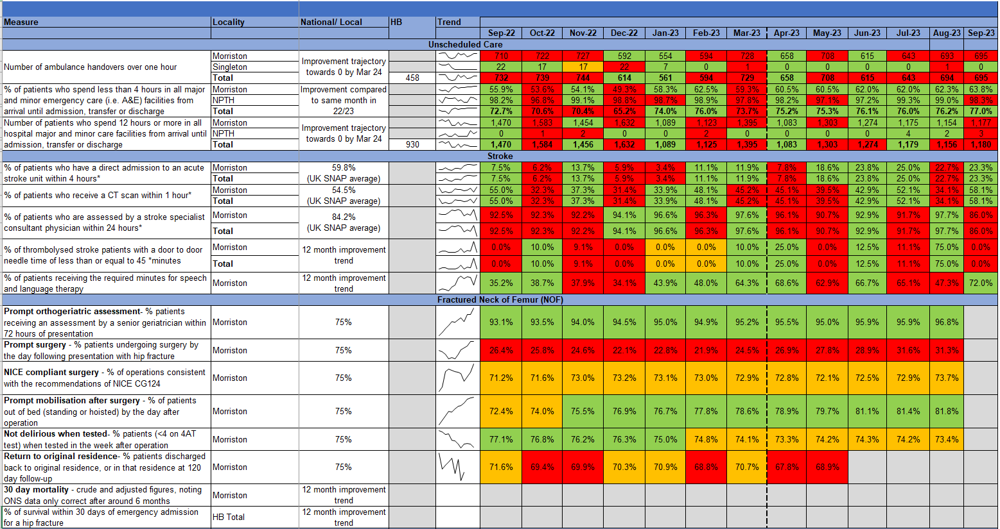 Measure Locality National/ Local HB Trend
Sep-22 Oct-22 Nov-22 Dec-22 Jan-23 Feb-23 Mar-23 Apr-23 May-23 Jun-23 Jul-23 Aug-23 Sep-23
Unscheduled Care
Number of ambulance handovers over one hour
Improvement trajectory
towards 0 by Mar 24
Morriston 710 722 727 592 554 594 728 658 708 615 643 693 695
Singleton 22 17 17 22 7 0 1 0 0 0 0 1 0
Total 458 732 739 744 614 561 594 729 658 708 615 643 694 695
% of patients who spend less than 4 hours in all major
and minor emergency care (i.e. A&E) facilities from
arrival until admission, transfer or discharge
Improvement compared
to same month in
22/23
Morriston 55.9% 53.6% 54.1% 49.3% 58.3% 62.5% 59.3% 60.5% 60.5% 62.0% 62.0% 62.3% 63.8%
NPTH 98.2% 96.8% 99.1% 98.8% 98.7% 98.9% 97.8% 98.2% 97.1% 97.2% 99.3% 99.0% 98.3%
Total 72.7% 70.6% 70.4% 65.2% 74.0% 76.0% 73.7% 75.2% 75.3% 76.1% 76.0% 76.2% 77.0%
Number of patients who spend 12 hours or more in all
hospital major and minor care facilities from arrival until
admission, transfer or discharge
Improvement trajectory
towards 0 by Mar 24
Morriston 1,470 1,583 1,454 1,632 1,089 1,123 1,395 1,083 1,303 1,274 1,175 1,154 1,177
NPTH 0 1 2 0 0 2 0 0 0 0 4 2 3
Total 930 1,470 1,584 1,456 1,632 1,089 1,125 1,395 1,083 1,303 1,274 1,179 1,156 1,180
Stroke
% of patients who have a direct admission to an acute
stroke unit within 4 hours*
59.8%
(UK SNAP average)
Morriston 7.5% 6.2% 13.7% 5.9% 3.4% 11.1% 11.9% 7.8% 18.6% 23.8% 25.0% 22.7% 23.3%
Total 7.5% 6.2% 13.7% 5.9% 3.4% 11.1% 11.9% 7.8% 18.6% 23.8% 25.0% 22.7% 23.3%
% of patients who receive a CT scan within 1 hour*
54.5%
(UK SNAP average)
Morriston 55.0% 32.3% 37.3% 31.4% 33.9% 48.1% 45.2% 45.1% 39.5% 42.9% 52.1% 34.1% 58.1%
Total 55.0% 32.3% 37.3% 31.4% 33.9% 48.1% 45.2% 45.1% 39.5% 42.9% 52.1% 34.1% 58.1%
% of patients who are assessed by a stroke specialist
consultant physician within 24 hours*
84.2%
(UK SNAP average)
Morriston 92.5% 92.3% 92.2% 94.1% 96.6% 96.3% 97.6% 96.1% 90.7% 92.9% 91.7% 97.7% 86.0%
Total 92.5% 92.3% 92.2% 94.1% 96.6% 96.3% 97.6% 96.1% 90.7% 92.9% 91.7% 97.7% 86.0%
% of thrombolysed stroke patients with a door to door
needle time of less than or equal to 45 *minutes
12 month improvement
trend
Morriston 0.0% 10.0% 9.1% 0.0% 0.0% 0.0% 10.0% 25.0% 0.0% 12.5% 11.1% 75.0% 0.0%
Total 0.0% 10.0% 9.1% 0.0% 0.0% 0.0% 10.0% 25.0% 0.0% 12.5% 11.1% 75.0% 0.0%
% of patients receiving the required minutes for speech
and language therapy
12 month improvement
trend
Morriston 35.2% 38.7% 37.9% 34.1% 43.9% 48.0% 64.3% 68.6% 62.9% 66.7% 65.1% 47.3% 72.0%
Fractured Neck of Femur (NOF)
Prompt orthogeriatric assessment- % patients
receiving an assessment by a senior geriatrician within
72 hours of presentation
Morriston 75% 93.1% 93.5% 94.0% 94.5% 95.0% 94.9% 95.2% 95.5% 95.0% 95.9% 95.9% 96.8%
Prompt surgery - % patients undergoing surgery by
the day following presentation with hip fracture
Morriston 75% 26.4% 25.8% 24.6% 22.1% 22.8% 21.9% 24.5% 26.9% 27.8% 28.9% 31.6% 31.3%
NICE compliant surgery - % of operations consistent
with the recommendations of NICE CG124
Morriston 75% 71.2% 71.6% 73.0% 73.2% 73.1% 73.0% 72.9% 72.8% 72.1% 72.5% 72.9% 73.7%
Prompt mobilisation after surgery - % of patients
out of bed (standing or hoisted) by the day after
operation
Morriston 75% 72.4% 74.0% 75.5% 76.9% 76.7% 77.8% 78.6% 78.9% 79.7% 81.1% 81.4% 81.8%
Not delirious when tested- % patients (<4 on 4AT
test) when tested in the week after operation
Morriston 75% 77.1% 76.8% 76.2% 76.3% 75.0% 74.8% 74.1% 73.3% 74.2% 74.3% 74.2% 73.4%
Return to original residence- % patients discharged
back to original residence, or in that residence at 120
day follow-up
Morriston 75% 71.6% 69.4% 69.9% 70.3% 70.9% 68.8% 70.7% 67.8% 68.9%
30 day mortality - crude and adjusted figures, noting
ONS data only correct after around 6 months
Morriston
12 month improvement
trend
% of survival within 30 days of emergency admission
for a hip fracture
HB Total
12 month improvement
trend